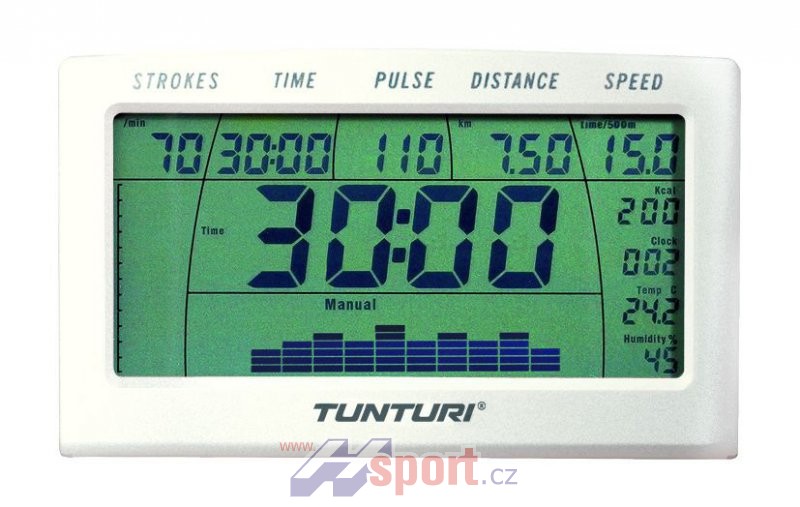 STROKES TIME PULSE DISTANCE SPEED
/min km time/500m
70 30:00 110 7.50 15.0
Kcal
200
Time 30:00
Clock
002
Temp C
24.2
Manual
Humidity %
45
TUNTURI®
www.Hsport.cz